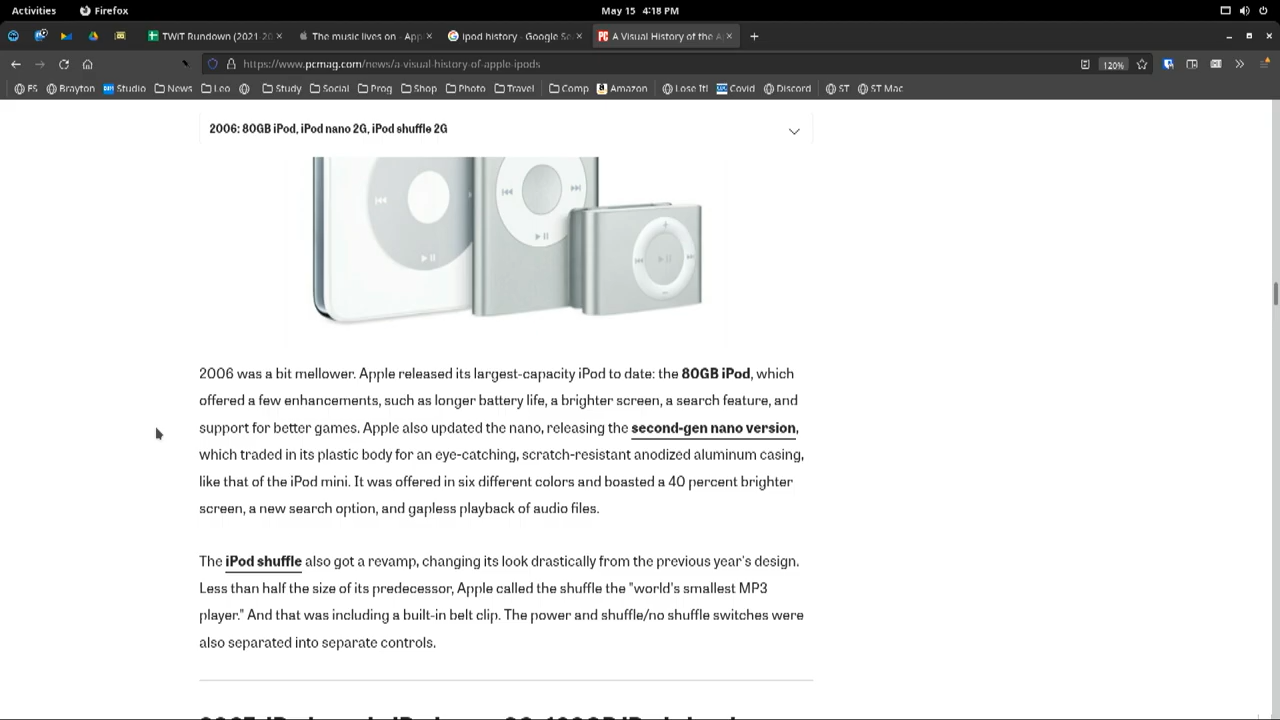 Activities Firefox May 15 4:18 PM
TWiT Rundown (2021 20 The music lives on - Appl ipod history - Google Se PC A Visual History of the A
https://www.pcmag.com/news/a-visual-history-of-apple-ipods 120%
FS Brayton Studio News Leo Study Social Prog Shop Photo Travel Comp Amazon Lose It! Covid Discord ST ST Mac
2006: 80GB iPod, iPod nano 2G, iPod shuffle 2G
2006 was a bit mellower. Apple released its largest-capacity iPod to date: the 80GB iPod, which
offered a few enhancements, such as longer battery life, a brighter screen, a search feature, and
support for better games. Apple also updated the nano, releasing the second-gen nano version,
which traded in its plastic body for an eye-catching, scratch-resistant anodized aluminum casing,
like that of the iPod mini. It was offered in six different colors and boasted a 40 percent brighter
screen, a new search option, and gapless playback of audio files.
The iPod shuffle also got a revamp, changing its look drastically from the previous year's design.
Less than half the size of its predecessor, Apple called the shuffle the "world's smallest MP3
player." And that was including a built-in belt clip. The power and shuffle/no shuffle switches were
also separated into separate controls.